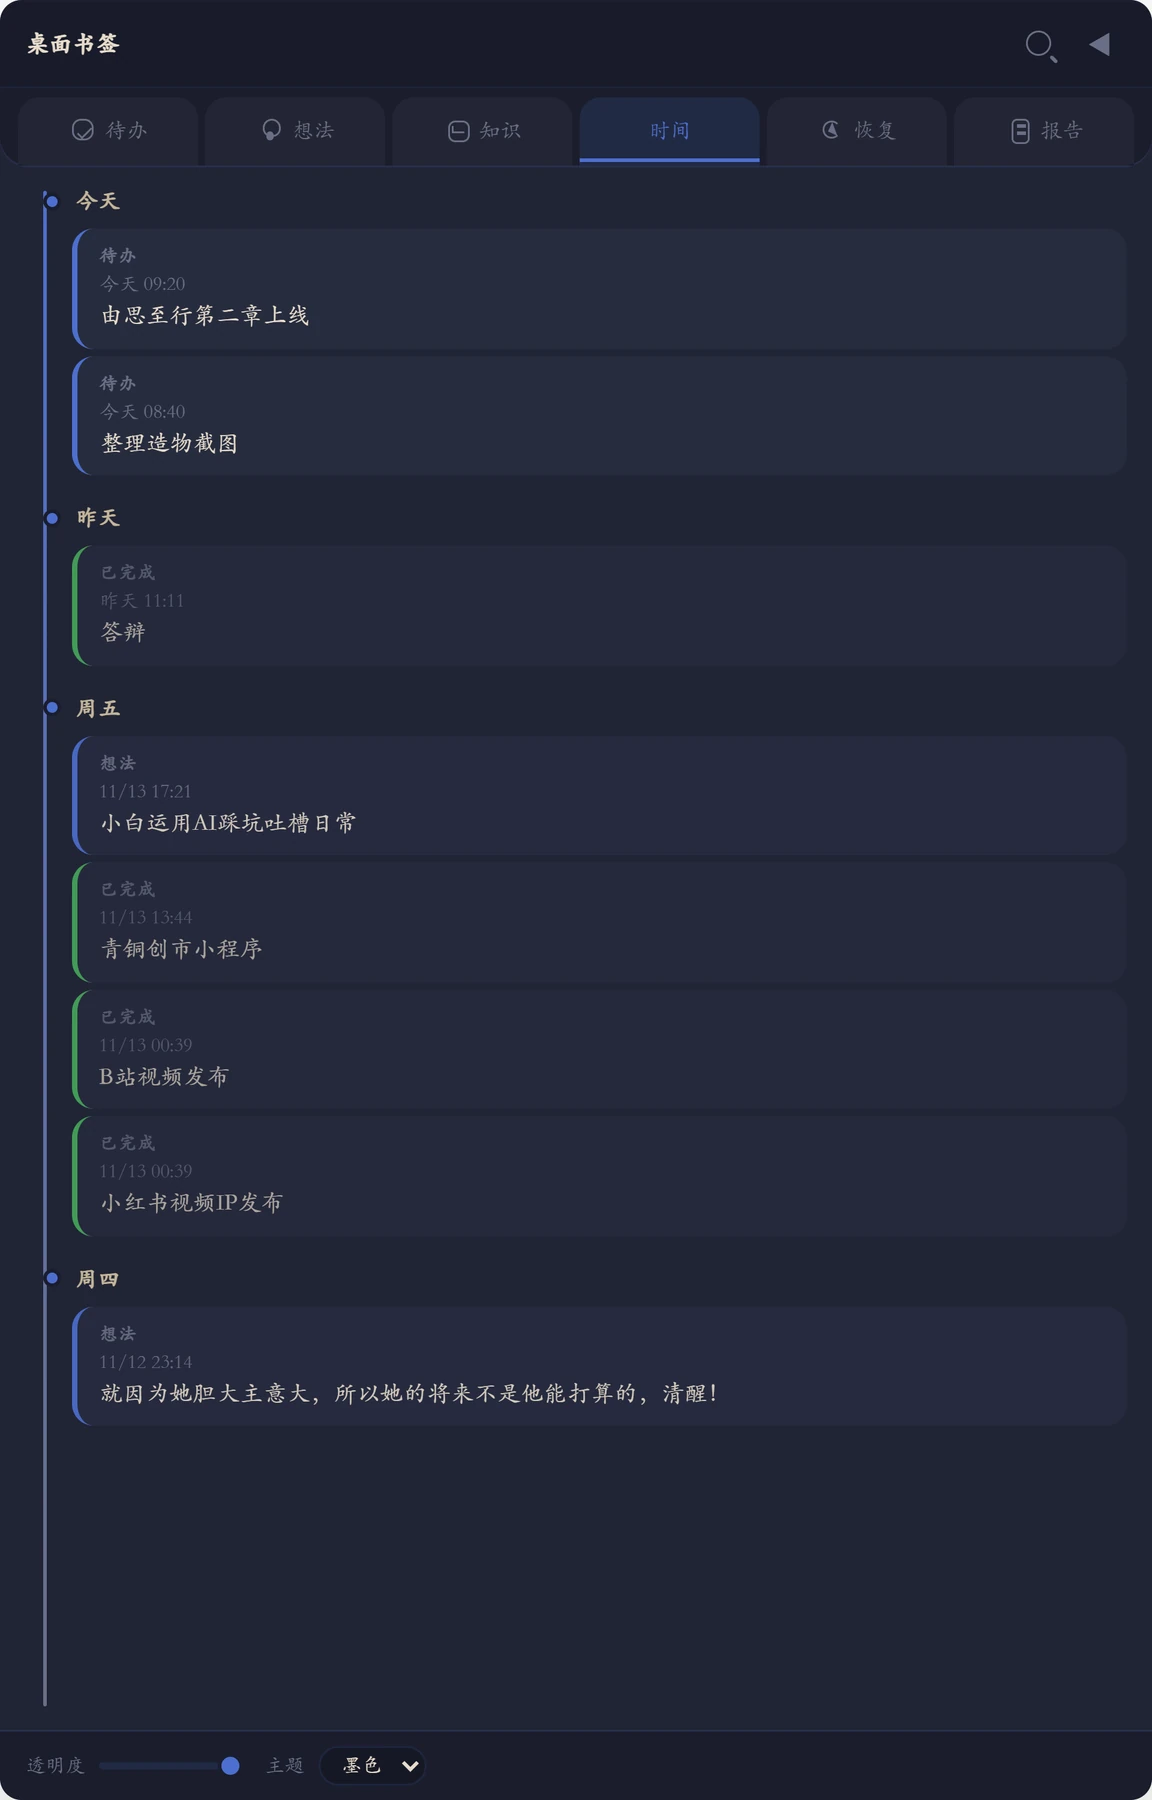 桌面书签
待办 想法 知识 时间 恢复 报告
今天
待办
今天 09:20
由思至行第二章上线
待办
今天 08:40
整理造物截图
昨天
已完成
昨天 11:11
答辩
周五
想法
11/13 17:21
小白运用AI踩坑吐槽日常
已完成
11/13 13:44
青铜创市小程序
已完成
11/13 00:39
B站视频发布
已完成
11/13 00:39
小红书视频IP发布
周四
想法
11/12 23:14
就因为她胆大主意大，所以她的将来不是他能打算的，清醒！
透明度 主题 墨色